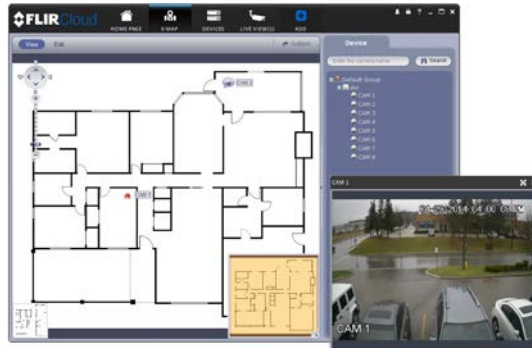 FLIR Cloud
HOME PAGE
E-MAP
DEVICES
LIVE VIEW(1)
ADD
View
Edit
Device
Enter the camera name
Search
Default Group
CAM 1
CAM 2
CAM 3
CAM 4
CAM 5
CAM 6
CAM 7
CAM 8
CAM 2
CAM 1
CAM 1